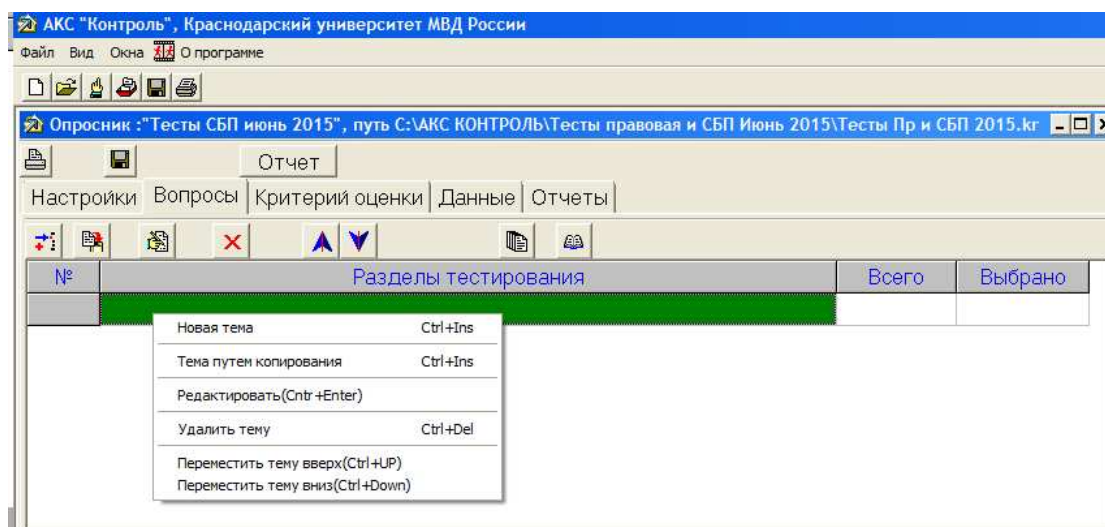 АКС "Контроль", Краснодарский университет МВД России
Файл Вид Окна О программе
Опросник :"Тесты СБП июнь 2015", путь C:\АКС КОНТРОЛЬ\Тесты правовая и СБП Июнь 2015\Тесты Пр и СБП 2015.kr
Отчет
Настройки Вопросы Критерий оценки Данные Отчеты
№ Разделы тестирования Всего Выбрано
Новая тема Ctrl+Ins
Тема путем копирования Ctrl+Ins
Редактировать(Cntr+Enter)
Удалить тему Ctrl+Del
Переместить тему вверх(Ctrl+UP)
Переместить тему вниз(Ctrl+Down)